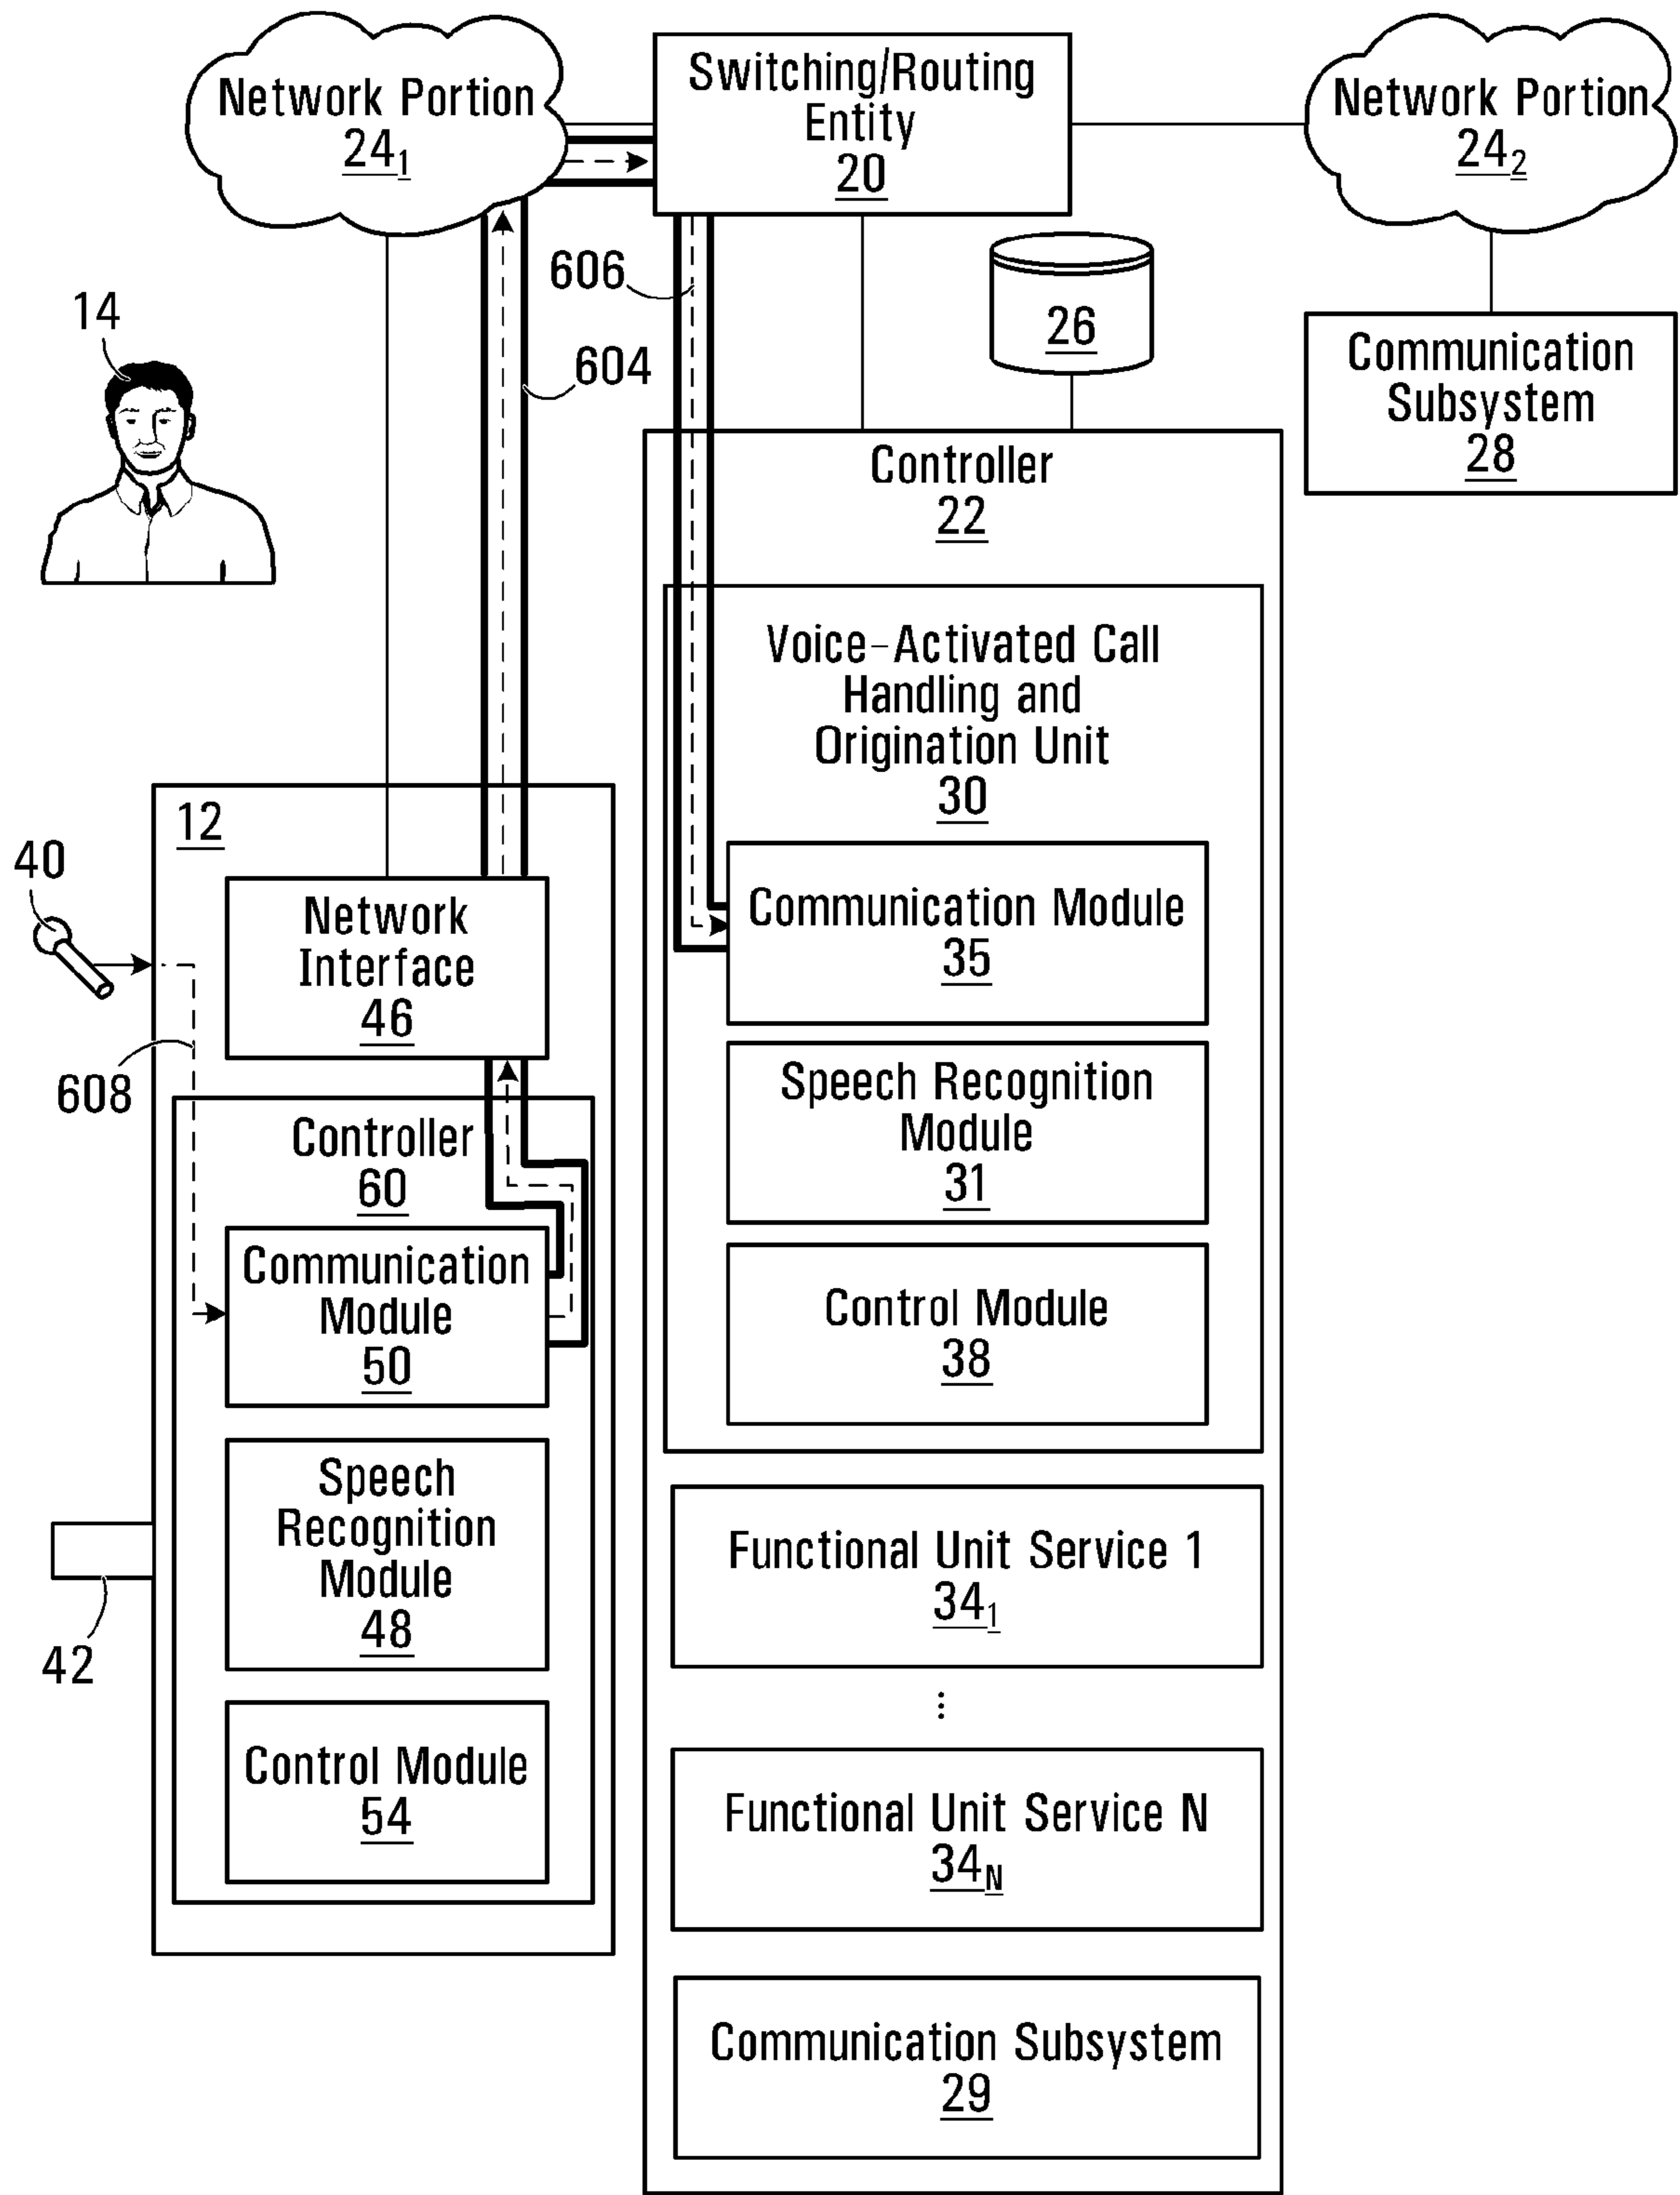 Network Portion
24₁
Switching/Routing
Entity
20
Network Portion
24₂
606
26
14
604
Communication
Subsystem
28
Controller
22
Voice-Activated Call
Handling and
Origination Unit
30
12
40
Network
Interface
46
Communication Module
35
608
Controller
60
Speech Recognition
Module
31
Communication
Module
50
Control Module
38
Speech
Recognition
Module
48
42
Functional Unit Service 1
34₁
⋮
Control Module
54
Functional Unit Service N
34N
Communication Subsystem
29